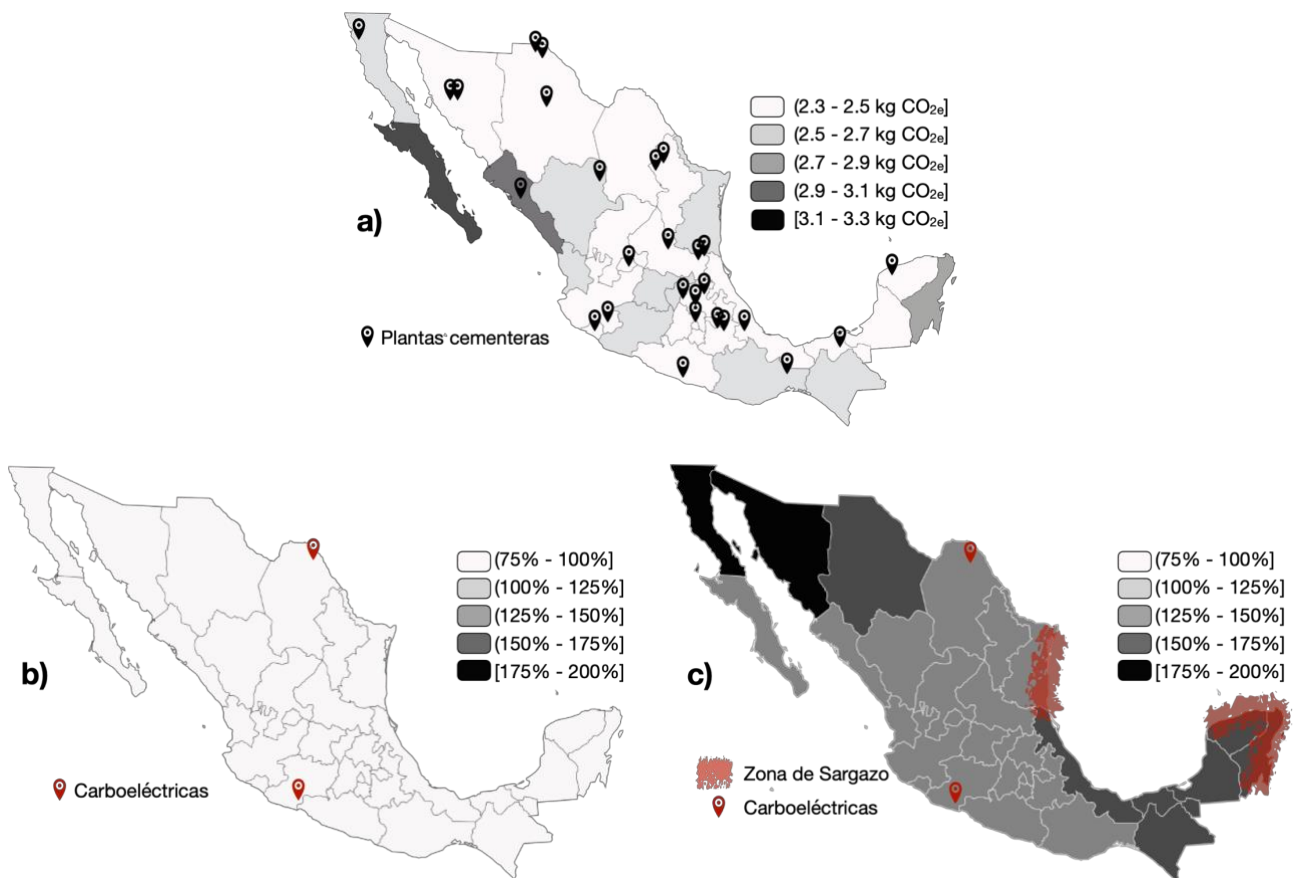 (2.3 - 2.5 kg CO2e]
(2.5 - 2.7 kg CO2e]
(2.7 - 2.9 kg CO2e]
(2.9 - 3.1 kg CO2e]
[3.1 - 3.3 kg CO2e]
a)
Plantas cementeras
(75% - 100%]
(100% - 125%]
(125% - 150%]
(150% - 175%]
[175% - 200%]
b)
Carboeléctricas
(75% - 100%]
(100% - 125%]
(125% - 150%]
(150% - 175%]
[175% - 200%]
c)
Zona de Sargazo
Carboeléctricas